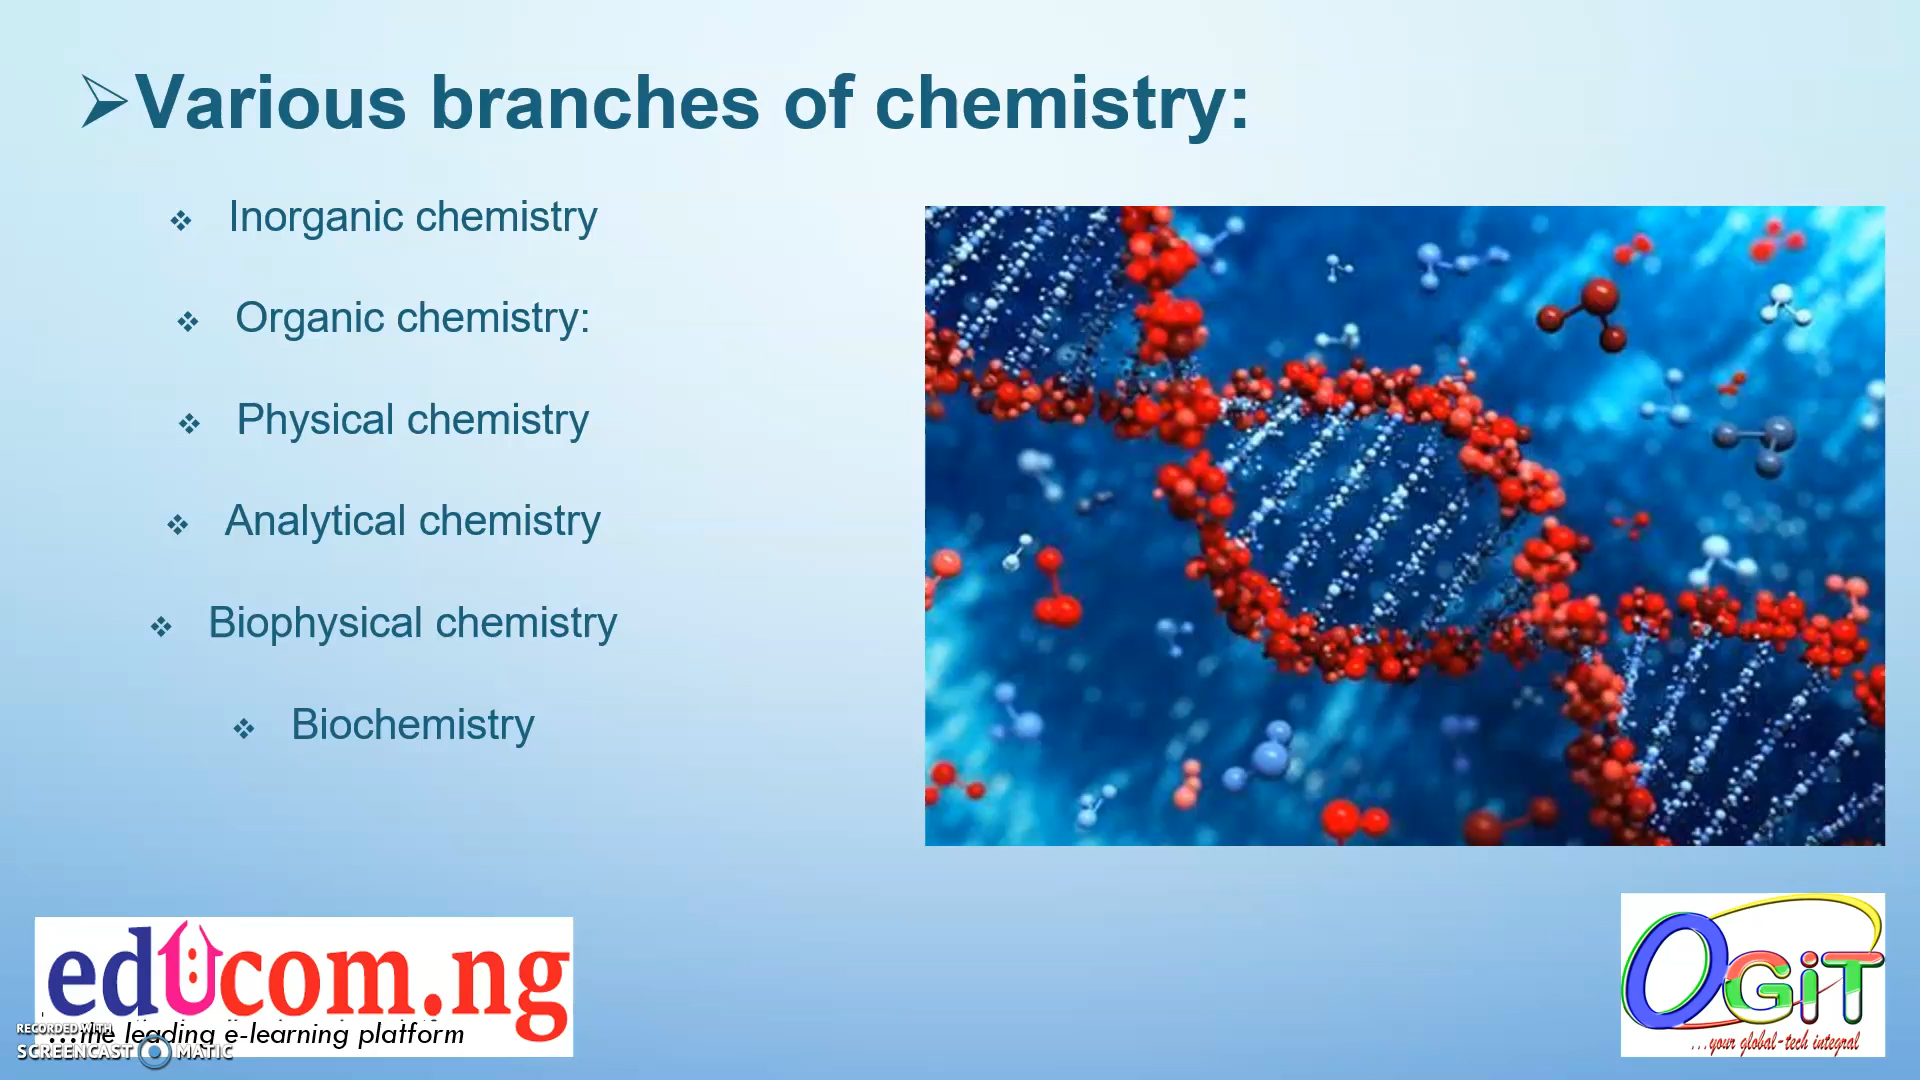 Various branches of chemistry:
Inorganic chemistry
Organic chemistry:
Physical chemistry
Analytical chemistry
Biophysical chemistry
Biochemistry
educom.ng
...the leading e-learning platform
RECORDED WITH
SCREENCAST MATIC
OGiT
...your global-tech integral